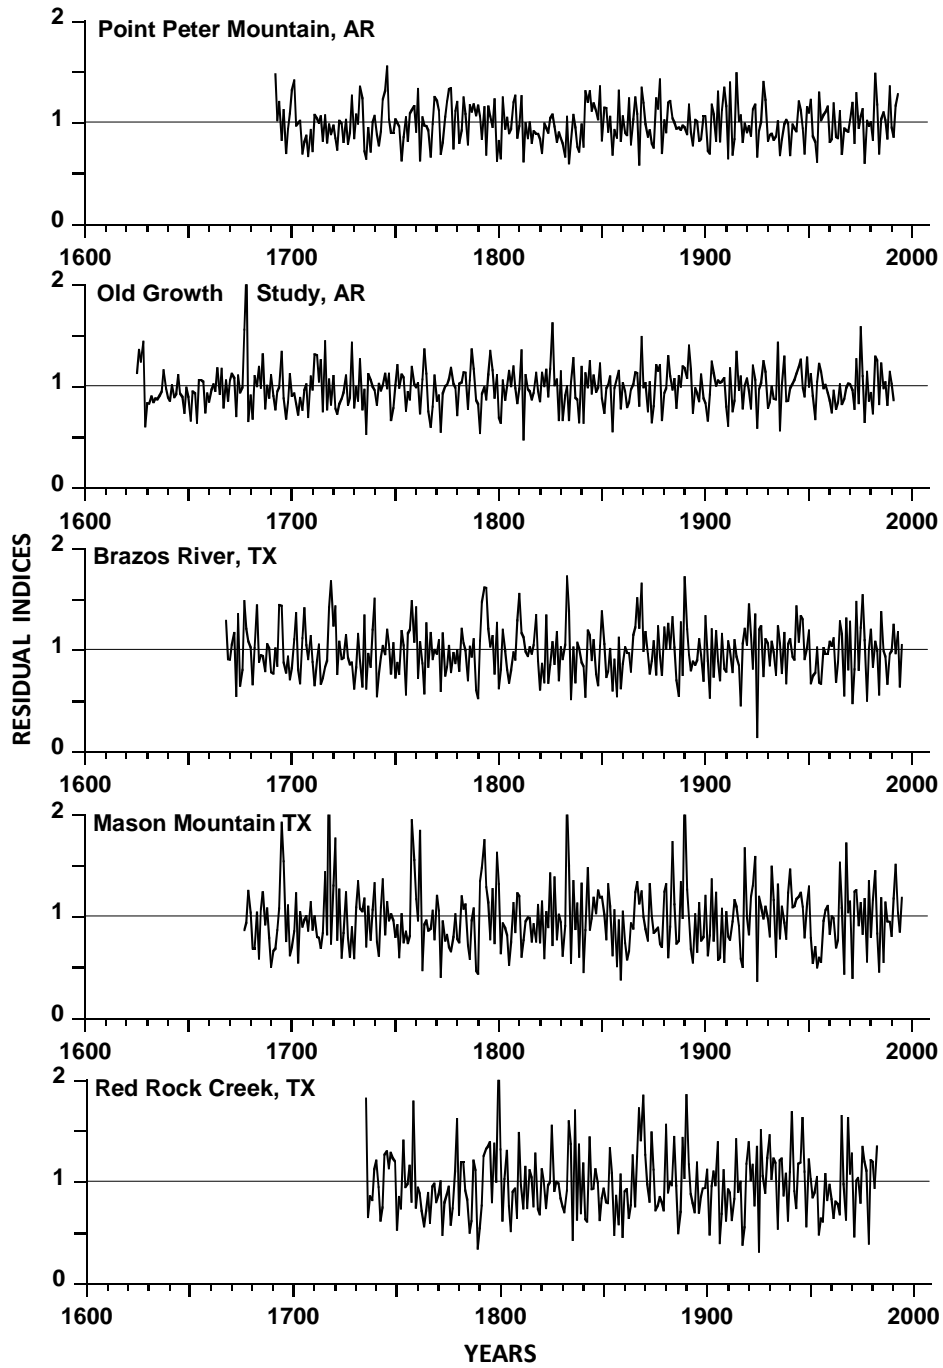 2
Point Peter Mountain, AR
1
0
1600 1700 1800 1900 2000
2
Old Growth Study, AR
1
0
1600 1700 1800 1900 2000
RESIDUAL INDICES
2
Brazos River, TX
1
0
1600 1700 1800 1900 2000
2
Mason Mountain TX
1
0
1600 1700 1800 1900 2000
2
Red Rock Creek, TX
1
0
1600 1700 1800 1900 2000
YEARS